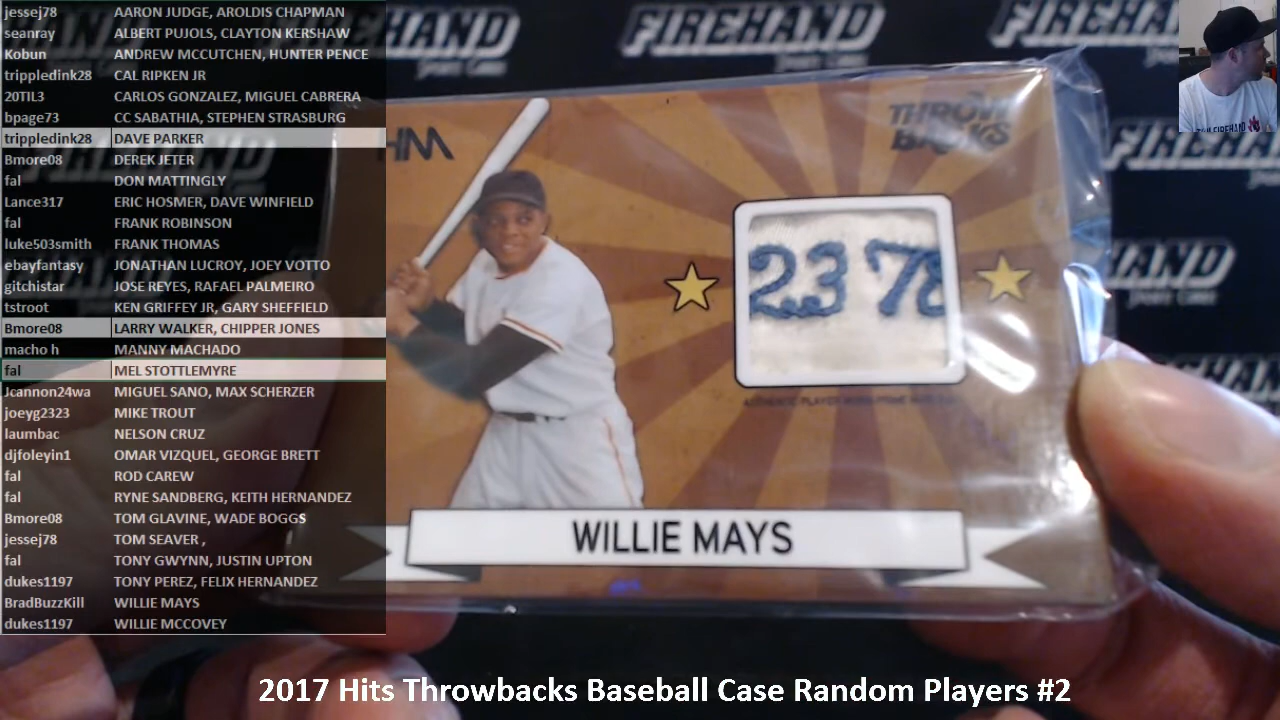 jessej78 AARON JUDGE, AROLDIS CHAPMAN
seanray ALBERT PUJOLS, CLAYTON KERSHAW
Kobun ANDREW MCCUTCHEN, HUNTER PENCE
trippledink28 CAL RIPKEN JR
20TIL3 CARLOS GONZALEZ, MIGUEL CABRERA
bpage73 CC SABATHIA, STEPHEN STRASBURG
trippledink28 DAVE PARKER
Bmore08 DEREK JETER
fal DON MATTINGLY
Lance317 ERIC HOSMER, DAVE WINFIELD
fal FRANK ROBINSON
luke503smith FRANK THOMAS
ebayfantasy JONATHAN LUCROY, JOEY VOTTO
gitchistar JOSE REYES, RAFAEL PALMEIRO
tstroot KEN GRIFFEY JR, GARY SHEFFIELD
Bmore08 LARRY WALKER, CHIPPER JONES
macho h MANNY MACHADO
fal MEL STOTTLEMYRE
Jcannon24wa MIGUEL SANO, MAX SCHERZER
joeyg2323 MIKE TROUT
laumbac NELSON CRUZ
djfoleyin1 OMAR VIZQUEL, GEORGE BRETT
fal ROD CAREW
fal RYNE SANDBERG, KEITH HERNANDEZ
Bmore08 TOM GLAVINE, WADE BOGGS
jessej78 TOM SEAVER ,
fal TONY GWYNN, JUSTIN UPTON
dukes1197 TONY PEREZ, FELIX HERNANDEZ
BradBuzzKill WILLIE MAYS
dukes1197 WILLIE MCCOVEY
FIREHAND
SPORTS CARDS
THROW
BACKS
23 78
WILLIE MAYS
2017 Hits Throwbacks Baseball Case Random Players #2